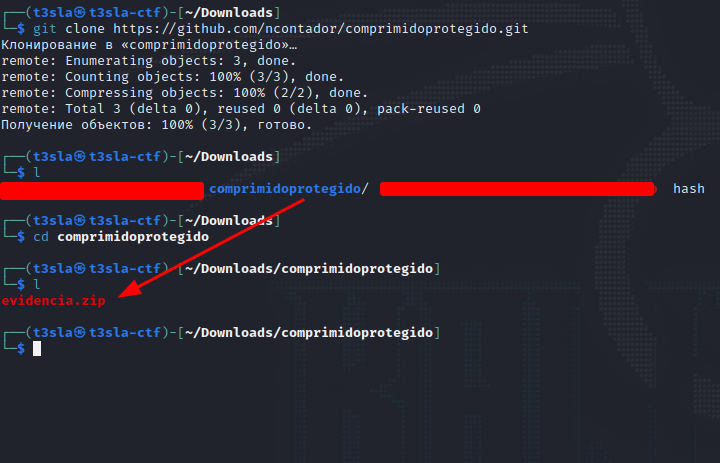 ┌──(t3sla㉿t3sla-ctf)-[~/Downloads]
└─$ git clone https://github.com/ncontador/comprimidoprotegido.git
Клонирование в «comprimidoprotegido»…
remote: Enumerating objects: 3, done.
remote: Counting objects: 100% (3/3), done.
remote: Compressing objects: 100% (2/2), done.
remote: Total 3 (delta 0), reused 0 (delta 0), pack-reused 0
Получение объектов: 100% (3/3), готово.
┌──(t3sla㉿t3sla-ctf)-[~/Downloads]
└─$ l
comprimidoprotegido/ hash
┌──(t3sla㉿t3sla-ctf)-[~/Downloads]
└─$ cd comprimidoprotegido
┌──(t3sla㉿t3sla-ctf)-[~/Downloads/comprimidoprotegido]
└─$ l
evidencia.zip
┌──(t3sla㉿t3sla-ctf)-[~/Downloads/comprimidoprotegido]
└─$